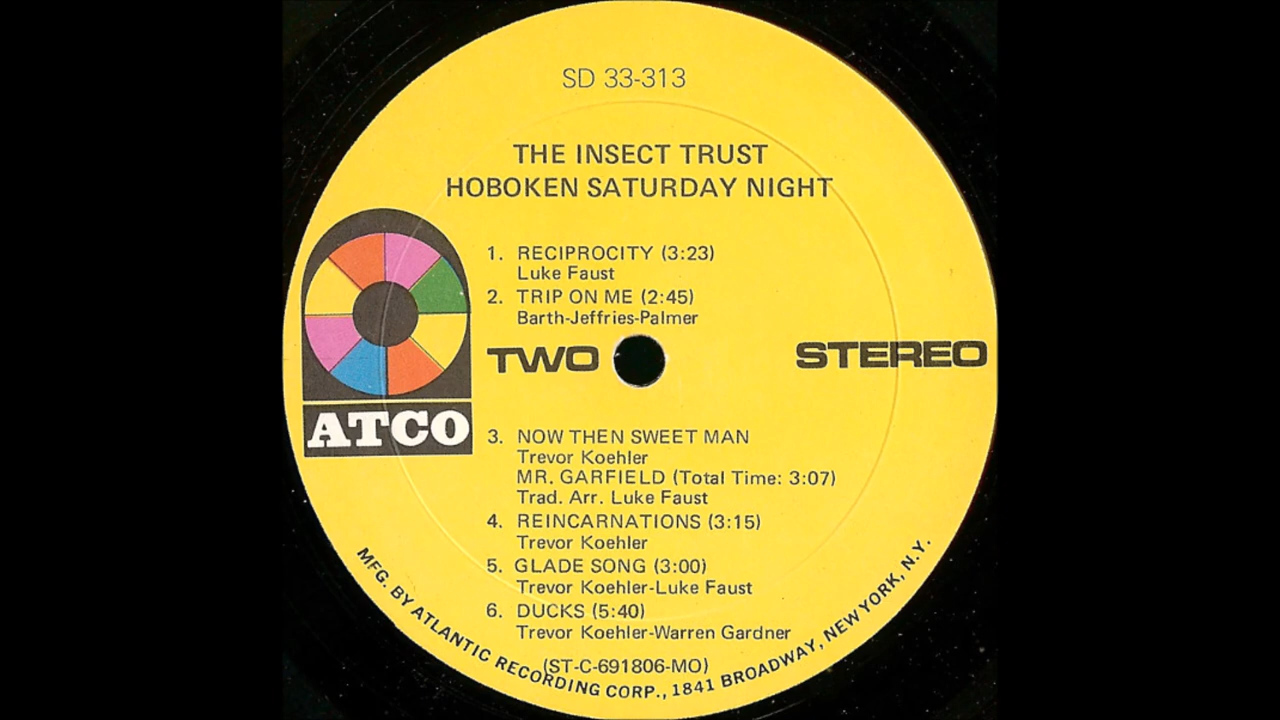 SD 33-313
THE INSECT TRUST
HOBOKEN SATURDAY NIGHT
1. RECIPROCITY (3:23)
Luke Faust
2. TRIP ON ME (2:45)
Barth-Jeffries-Palmer
TWO
STEREO
ATCO
3. NOW THEN SWEET MAN
Trevor Koehler
MR. GARFIELD (Total Time: 3:07)
Trad. Arr. Luke Faust
4. REINCARNATIONS (3:15)
Trevor Koehler
5. GLADE SONG (3:00)
Trevor Koehler-Luke Faust
6. DUCKS (5:40)
Trevor Koehler-Warren Gardner
(ST-C-691806-MO)
MFG. BY ATLANTIC RECORDING CORP., 1841 BROADWAY, NEW YORK, N.Y.